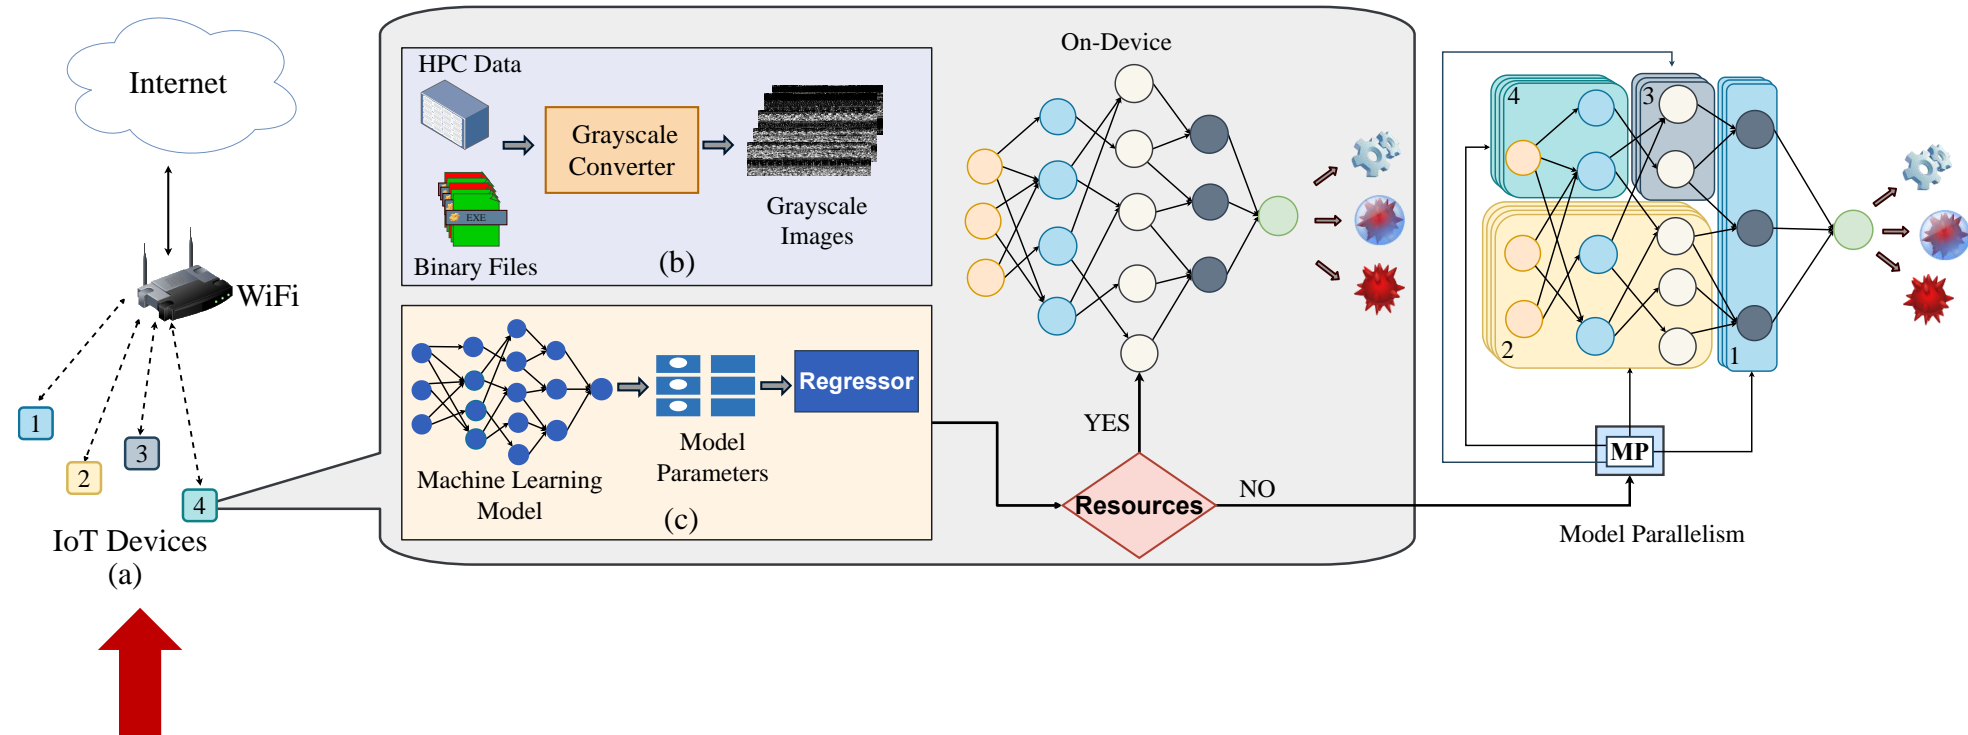 Internet
WiFi
1
2
3
4
IoT Devices
(a)
HPC Data
Grayscale
Converter
EXE
Binary Files
Grayscale
Images
(b)
Machine Learning
Model
Model
Parameters
Regressor
(c)
On-Device
YES
Resources
NO
4
3
2
1
MP
Model Parallelism